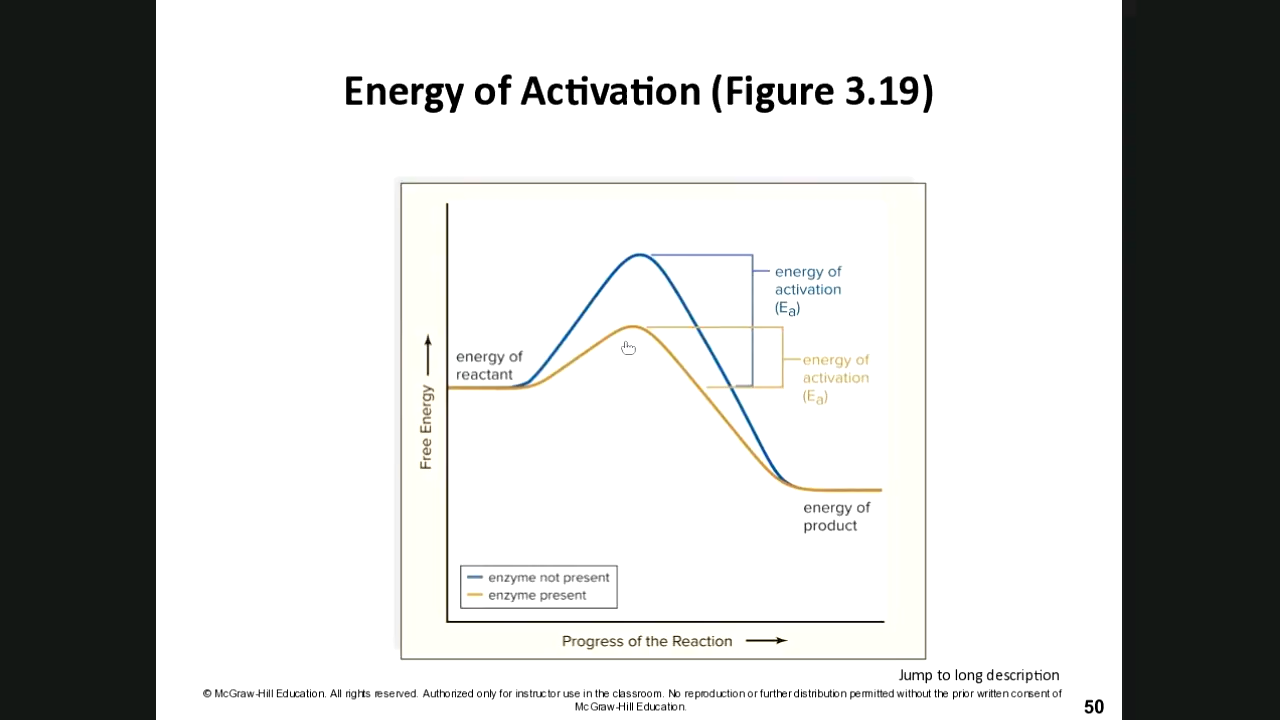 Energy of Activation (Figure 3.19)
energy of
activation
(Ea)
energy of
reactant
energy of
activation
(Ea)
Free Energy
energy of
product
enzyme not present
enzyme present
Progress of the Reaction
Jump to long description
© McGraw-Hill Education. All rights reserved. Authorized only for instructor use in the classroom. No reproduction or further distribution permitted without the prior written consent of
McGraw-Hill Education.
50